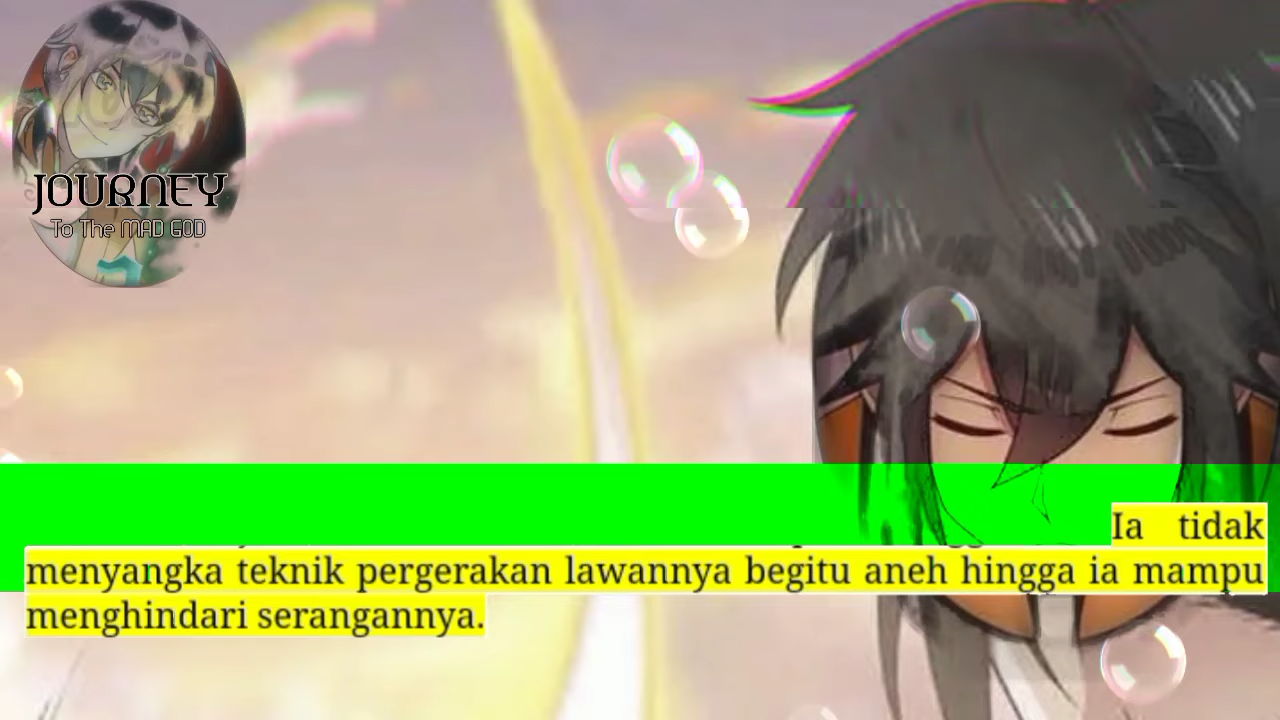 JOURNEY
To The MAD GOD
Ia tidak
menyangka teknik pergerakan lawannya begitu aneh hingga ia mampu
menghindari serangannya.